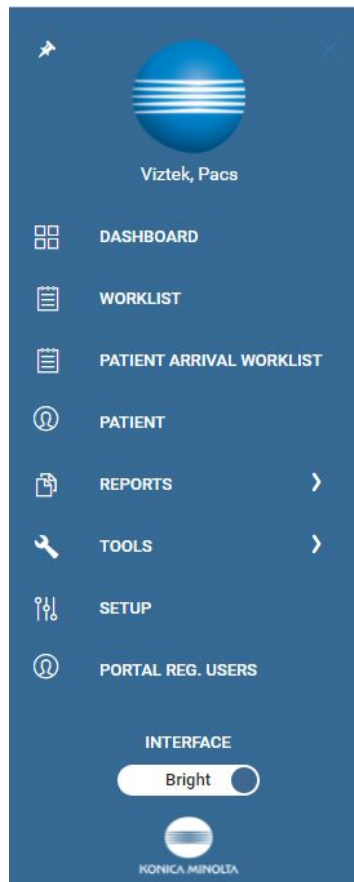 Viztek, Pacs
DASHBOARD
WORKLIST
PATIENT ARRIVAL WORKLIST
PATIENT
REPORTS
TOOLS
SETUP
PORTAL REG. USERS
INTERFACE
Bright
KONICA MINOLTA